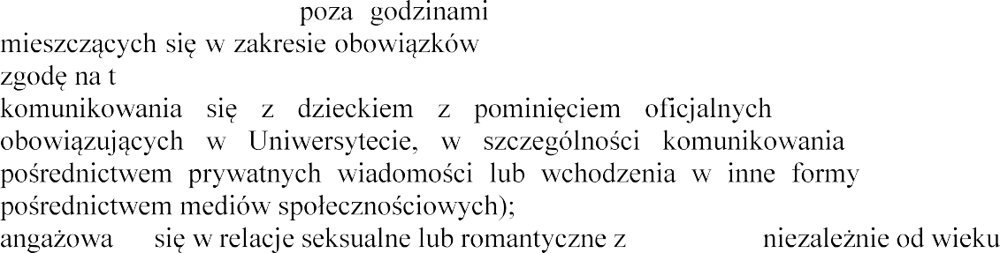 poza godzinami
mieszczących się w zakresie obowiązków
zgodę na t
komunikowania się z dzieckiem z pominięciem oficjalnych
obowiązujących w Uniwersytecie, w szczególności komunikowania
pośrednictwem prywatnych wiadomości lub wchodzenia w inne formy
pośrednictwem mediów społecznościowych);
angażowa się w relacje seksualne lub romantyczne z niezależnie od wieku